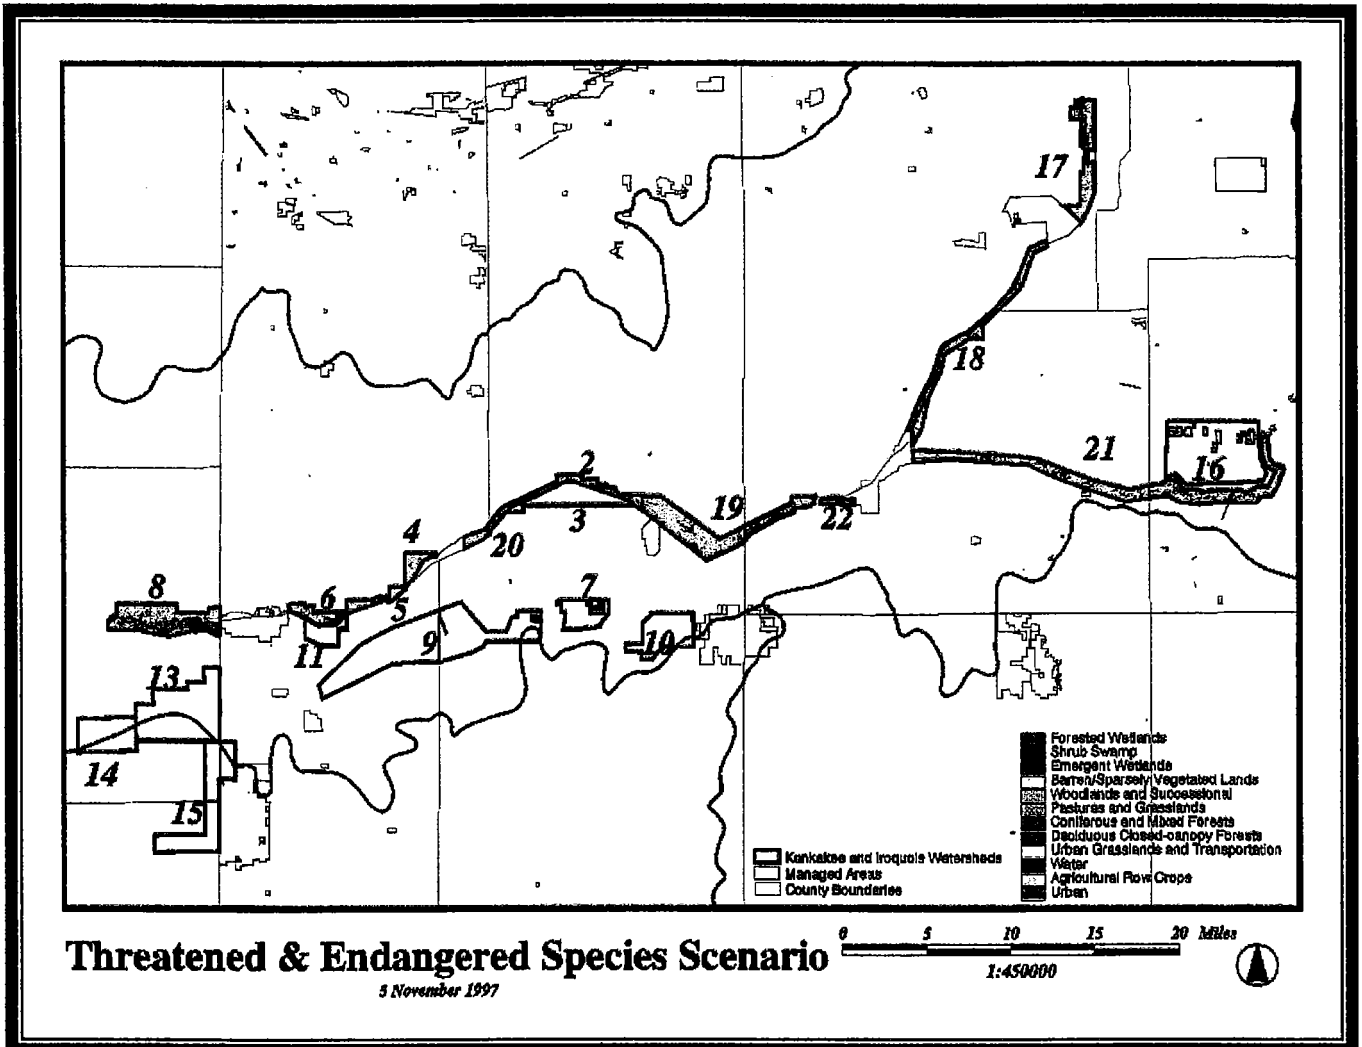 17
18
21
16
2
19
3
22
4
20
8
6
5
7
11
9
10
13
14
15
Forested Wetlands
Shrub Swamp
Emergent Wetlands
Barren/Sparsely Vegetated Lands
Woodlands and Successional
Pastures and Grasslands
Coniferous and Mixed Forests
Deciduous Closed-canopy Forests
Urban Grasslands and Transportation
Water
Agricultural Row Crops
Urban
Kankakee and Iroquois Watersheds
Managed Areas
County Boundaries
Threatened & Endangered Species Scenario
5 November 1997
0 5 10 15 20 Miles
1:450000